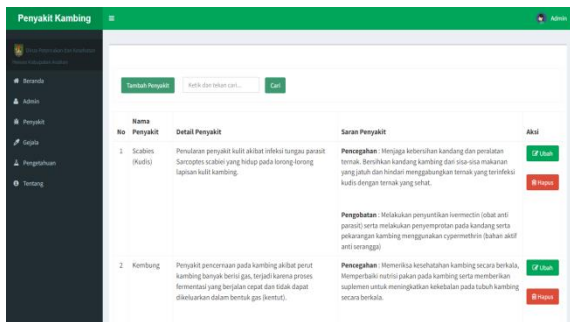 Penyakit Kambing
Admin
Beranda
Admin
Penyakit
Gejala
Pengetahuan
Tentang
Tambah Penyakit
Ketik dan tekan cari...
Cari
No
Nama
Penyakit
Detail Penyakit
Saran Penyakit
Aksi
1
Scabies
(Kudis)
Penularan penyakit kulit akibat infeksi tungau parasit
Sarcoptes scabiei yang hidup pada lorong-lorong
lapisan kulit kambing.
Pencegahan : Menjaga kebersihan kandang dan peralatan
ternak. Bersihkan kandang kambing dari sisa-sisa makanan
yang jatuh dan hindari menggabungkan ternak yang terinfeksi
kudis dengan ternak yang sehat.
Pengobatan : Melakukan penyuntikan ivermectin (obat anti
parasit) serta melakukan penyemprotan pada kandang serta
pekarangan kambing menggunakan cypermethrin (bahan aktif
anti serangga)
Ubah
Hapus
2
Kembung
Penyakit pencernaan pada kambing akibat perut
kambing banyak berisi gas, terjadi karena proses
fermentasi yang berjalan cepat dan tidak dapat
dikeluarkan dalam bentuk gas (kentut).
Pencegahan : Memeriksa kesehatahan kambing secara berkala,
Memperbaiki nutrisi pakan pada kambing serta memberikan
suplemen untuk meningkatkan kekebalan pada tubuh kambing
secara berkala.
Ubah
Hapus